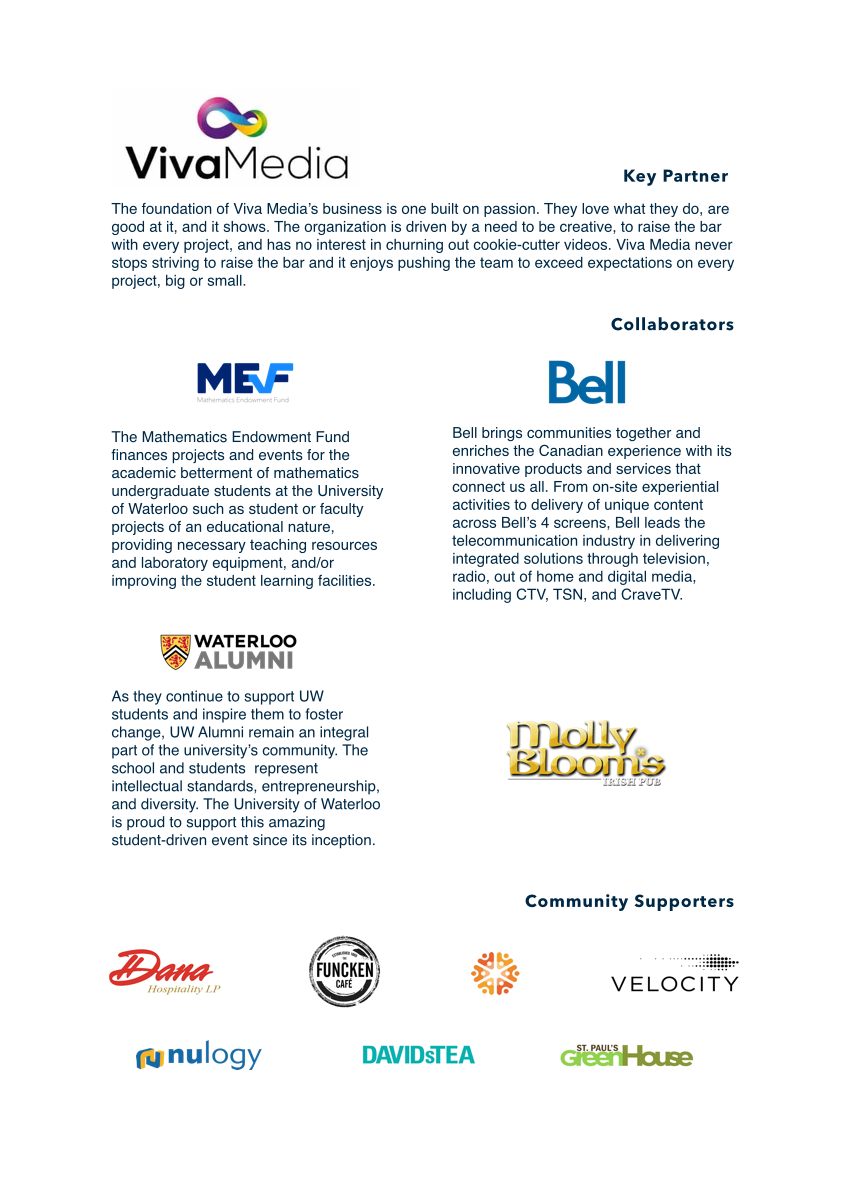 VivaMedia
Key Partner
The foundation of Viva Media’s business is one built on passion. They love what they do, are
good at it, and it shows. The organization is driven by a need to be creative, to raise the bar
with every project, and has no interest in churning out cookie-cutter videos. Viva Media never
stops striving to raise the bar and it enjoys pushing the team to exceed expectations on every
project, big or small.
Collaborators
MEF
Mathematics Endowment Fund
The Mathematics Endowment Fund
finances projects and events for the
academic betterment of mathematics
undergraduate students at the University
of Waterloo such as student or faculty
projects of an educational nature,
providing necessary teaching resources
and laboratory equipment, and/or
improving the student learning facilities.
Bell
Bell brings communities together and
enriches the Canadian experience with its
innovative products and services that
connect us all. From on-site experiential
activities to delivery of unique content
across Bell’s 4 screens, Bell leads the
telecommunication industry in delivering
integrated solutions through television,
radio, out of home and digital media,
including CTV, TSN, and CraveTV.
WATERLOO
ALUMNI
As they continue to support UW
students and inspire them to foster
change, UW Alumni remain an integral
part of the university’s community. The
school and students  represent
intellectual standards, entrepreneurship,
and diversity. The University of Waterloo
is proud to support this amazing
student-driven event since its inception.
Molly
Bloom's
IRISH PUB
Community Supporters
Dana
Hospitality LP
THE
FUNCKEN
CAFÉ
VELOCITY
nulogy
DAVIDsTEA
ST. PAUL'S
GreenHouse